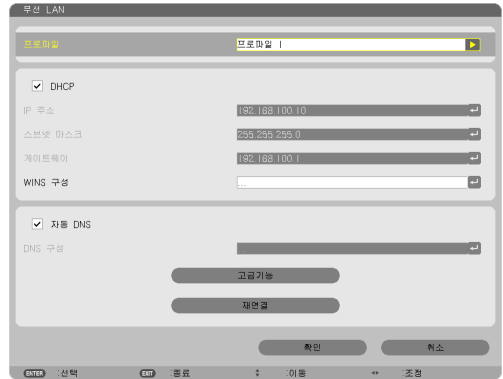 무선 LAN
프로파일 프로파일 1
DHCP
IP 주소 192.168.100.10
스브넷 마스크 255.255.255.0
게이트웨이 192.168.100.1
WINS 구성 ...
자동 DNS
DNS 구성 ...
고급기능
재연결
확인 취소
ENTER :선택 EXIT :종료 :이동 :조정